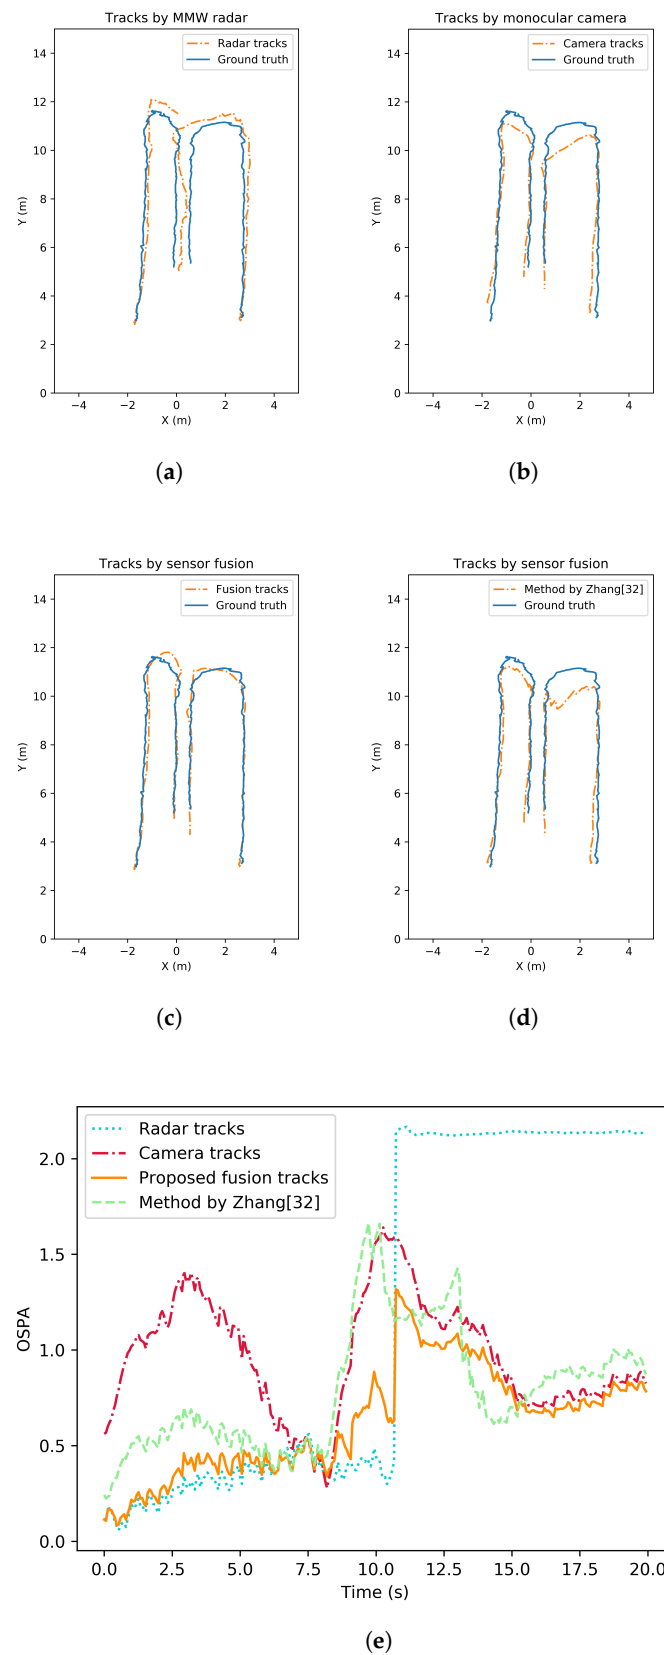 Tracks by MMW radar
Radar tracks
Ground truth
14
12
10
8
6
4
2
0
Y (m)
−4 −2 0 2 4
X (m)
(a)
Tracks by monocular camera
Camera tracks
Ground truth
14
12
10
8
6
4
2
0
Y (m)
−4 −2 0 2 4
X (m)
(b)
Tracks by sensor fusion
Fusion tracks
Ground truth
14
12
10
8
6
4
2
0
Y (m)
−4 −2 0 2 4
X (m)
(c)
Tracks by sensor fusion
Method by Zhang[32]
Ground truth
14
12
10
8
6
4
2
0
Y (m)
−4 −2 0 2 4
X (m)
(d)
Radar tracks
Camera tracks
Proposed fusion tracks
Method by Zhang[32]
2.0
1.5
1.0
0.5
0.0
OSPA
0.0 2.5 5.0 7.5 10.0 12.5 15.0 17.5 20.0
Time (s)
(e)